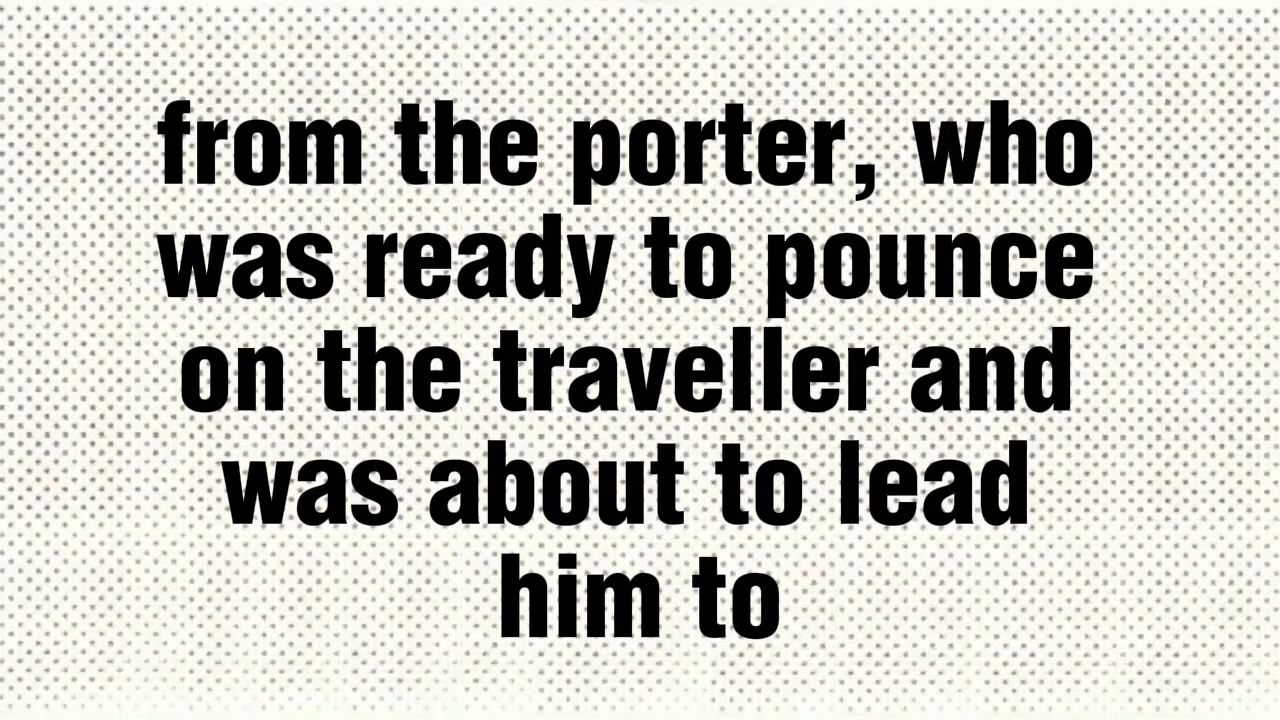 from the porter, who
was ready to pounce
on the traveller and
was about to lead
him to